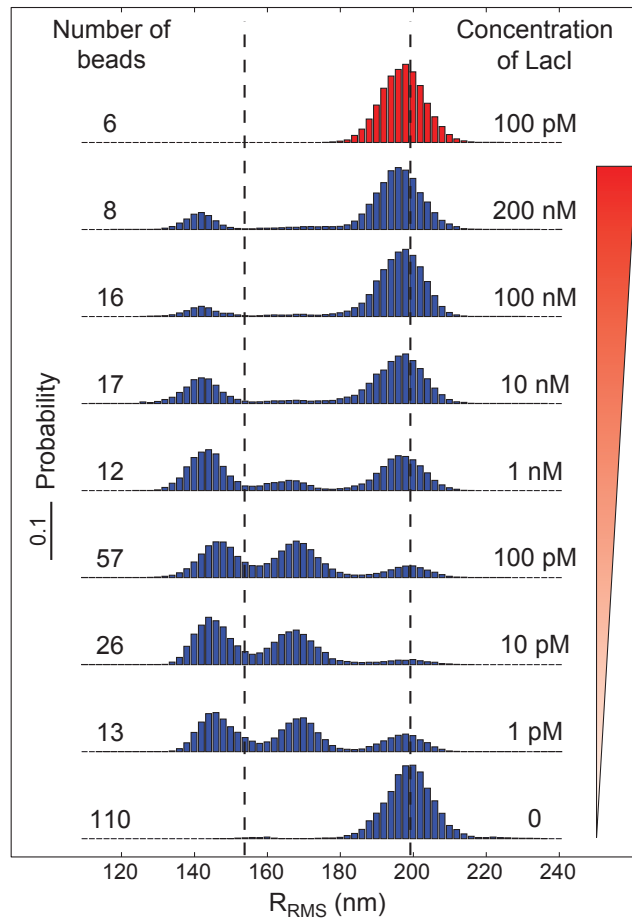 Number of
beads
Concentration
of LacI
6
100 pM
8
200 nM
16
100 nM
17
10 nM
12
1 nM
57
100 pM
26
10 pM
13
1 pM
110
0
0.1
Probability
120 140 160 180 200 220 240
R_RMS (nm)